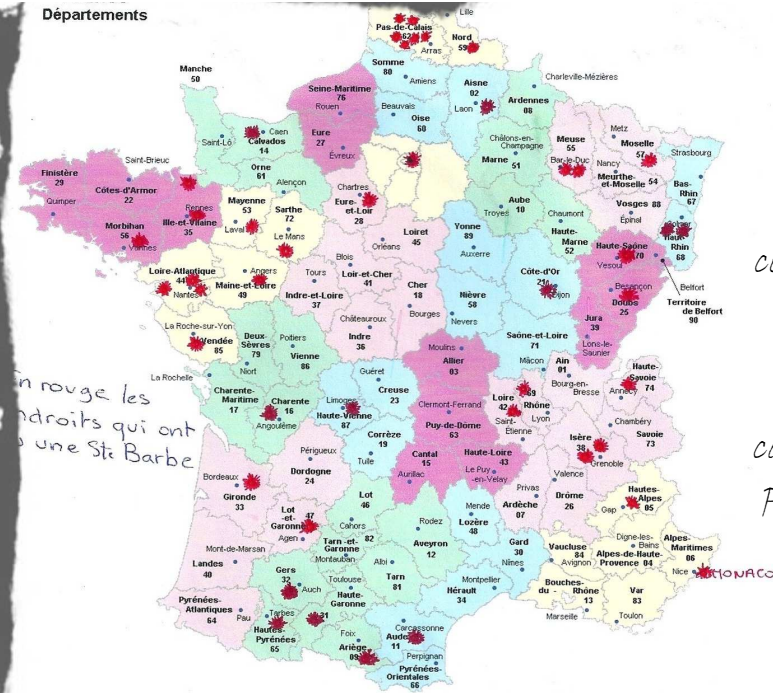 Départements
Lille
Pas-de-Calais
62
Nord
59
Arras
Somme
80
Amiens
Aisne
02
Laon
Charleville-Mézières
Ardennes
08
Manche
50
Seine-Maritime
76
Rouen
Beauvais
Oise
60
Caen
Calvados
14
Saint-Lô
Eure
27
Évreux
Châlons-en-
Champagne
Marne
51
Meuse
55
Bar-le-Duc
Metz
Moselle
57
Nancy
Meurthe-
et-Moselle 54
Strasbourg
Bas-
Rhin
67
Orne
61
Alençon
Saint-Brieuc
Finistère
29
Côtes-d'Armor
22
Quimper
Morbihan
56
Vannes
Rennes
Ille-et-Vilaine
35
Mayenne
53
Laval
Sarthe
72
Le Mans
Chartres
Eure-
et-Loir
28
Aube
10
Troyes
Chaumont
Haute-
Marne
52
Vosges 88
Épinal
Haut-
Rhin
68
Loiret
45
Orléans
Yonne
89
Auxerre
Haute-Saône
70
Vesoul
Belfort
Territoire
de Belfort
90
Loire-Atlantique
44
Nantes
Angers
Maine-et-Loire
49
Blois
Tours
Loir-et-Cher
41
Indre-et-Loire
37
Cher
18
Bourges
Nièvre
58
Nevers
Côte-d'Or
21
Dijon
Besançon
Doubs
25
Jura
39
Lons-le-
Saunier
La Roche-sur-Yon
Vendée
85
Deux-
Sèvres
79
Niort
Poitiers
Vienne
86
Châteauroux
Indre
36
Moulins
Allier
03
Saône-et-Loire
71
Mâcon
Ain
01
Bourg-en-
Bresse
Haute-
Savoie
74
Annecy
La Rochelle
Charente-
Maritime
17
Charente
16
Angoulême
Limoges
Haute-Vienne
87
Guéret
Creuse
23
Clermont-Ferrand
Puy-de-Dôme
63
Loire
42
Rhône
69
Lyon
Saint-
Étienne
Chambéry
Savoie
73
Isère
38
Grenoble
n rouge les
ndroits qui ont
une Ste Barbe
Corrèze
19
Tulle
Périgueux
Dordogne
24
Cantal
15
Aurillac
Haute-Loire
43
Le Puy
-en-Velay
Valence
Privas
Ardèche
07
Drôme
26
Hautes-
Alpes
05
Gap
Bordeaux
Gironde
33
Lot
-et-
Garonne
47
Agen
Lot
46
Cahors
Rodez
Aveyron
12
Mende
Lozère
48
Gard
30
Nîmes
Vaucluse
84
Avignon
Digne-les-
Bains
Alpes-de-Haute-
Provence 04
Alpes-
Maritimes
06
Nice
MONACO
Mont-de-Marsan
Landes
40
Tarn -et-
Garonne
82
Montauban
Albi
Tarn
81
Gers
32
Auch
Toulouse
Haute-
Garonne
31
Montpellier
Hérault
34
Bouches-
du -
Rhône
13
Marseille
Var
83
Toulon
Pyrénées-
Atlantiques
64
Pau
Tarbes
Hautes-
Pyrénées
65
Foix
Ariège
09
Carcassonne
Aude
11
Perpignan
Pyrénées-
Orientales
66